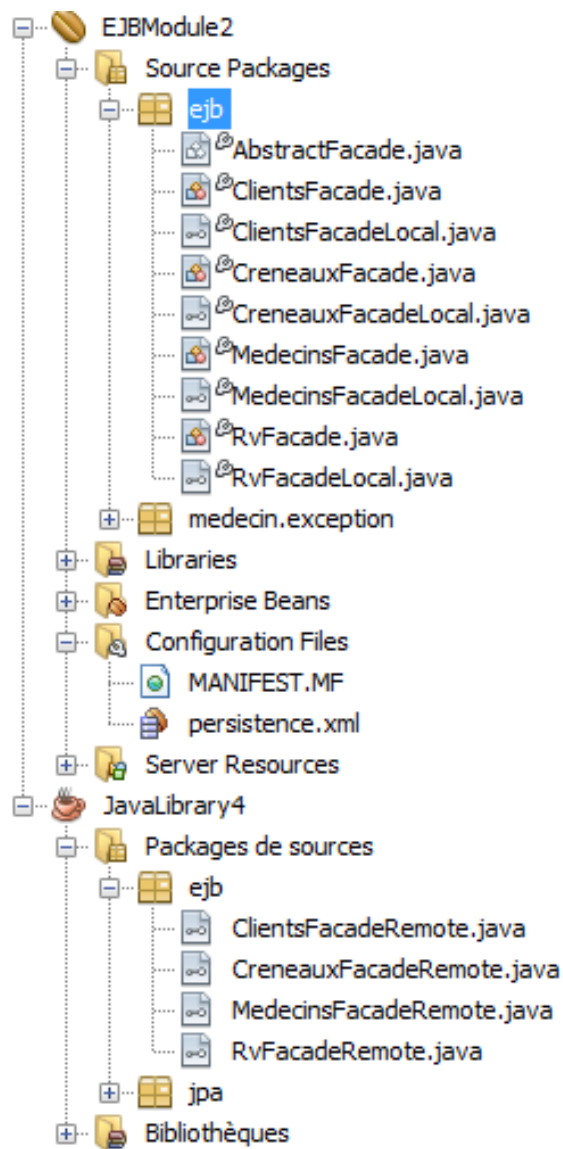 EJBModule2
Source Packages
ejb
AbstractFacade.java
ClientsFacade.java
ClientsFacadeLocal.java
CreneauxFacade.java
CreneauxFacadeLocal.java
MedecinsFacade.java
MedecinsFacadeLocal.java
RvFacade.java
RvFacadeLocal.java
medecin.exception
Libraries
Enterprise Beans
Configuration Files
MANIFEST.MF
persistence.xml
Server Resources
JavaLibrary4
Packages de sources
ejb
ClientsFacadeRemote.java
CreneauxFacadeRemote.java
MedecinsFacadeRemote.java
RvFacadeRemote.java
jpa
Bibliothèques